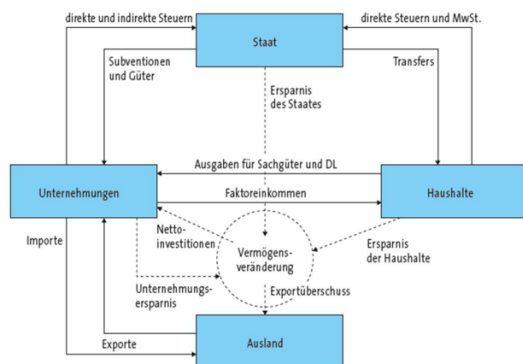 direkte und indirekte Steuern
direkte Steuern und MwSt.
Staat
Subventionen
und Güter
Transfers
Ersparnis
des Staates
Ausgaben für Sachgüter und DL
Unternehmungen
Haushalte
Faktoreinkommen
Importe
Netto-
investitionen
Ersparnis
der Haushalte
Vermögens-
veränderung
Unternehmungs-
ersparnis
Exportüberschuss
Ausland
Exporte